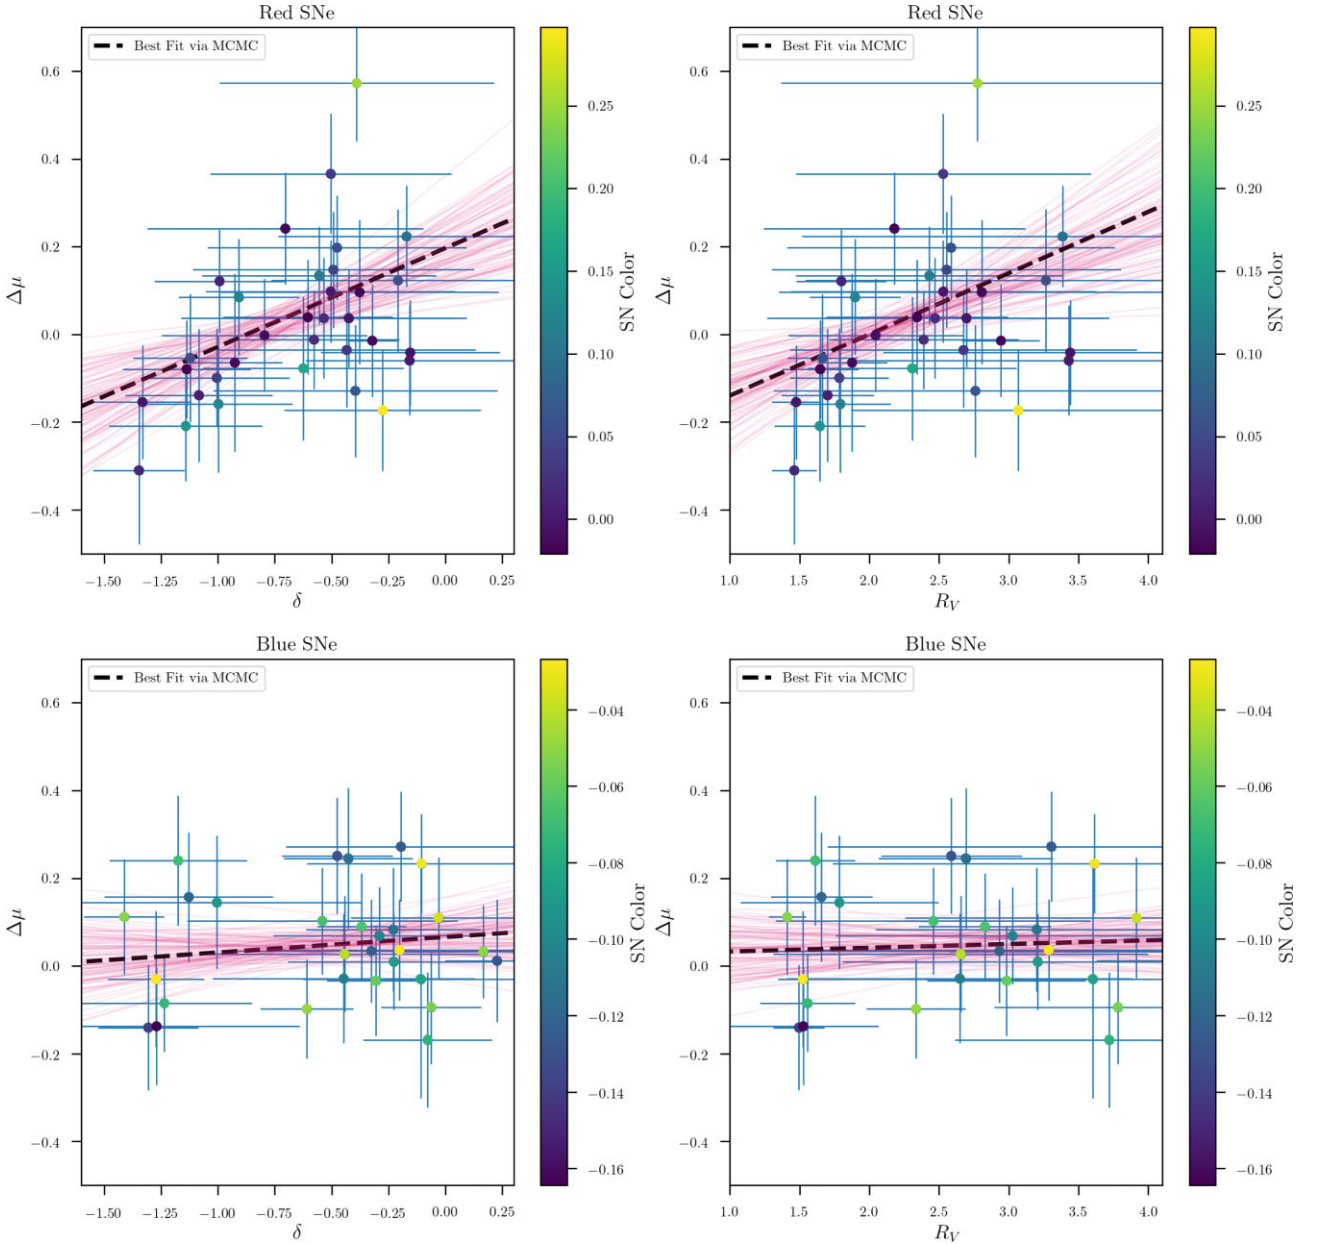 Red SNe
Best Fit via MCMC
0.6
0.4
0.2
0.0
−0.2
−0.4
Δμ
−1.50 −1.25 −1.00 −0.75 −0.50 −0.25 0.00 0.25
δ
0.25
0.20
0.15
0.10
0.05
0.00
SN Color
Red SNe
Best Fit via MCMC
0.6
0.4
0.2
0.0
−0.2
−0.4
Δμ
1.0 1.5 2.0 2.5 3.0 3.5 4.0
R_V
0.25
0.20
0.15
0.10
0.05
0.00
SN Color
Blue SNe
Best Fit via MCMC
0.6
0.4
0.2
0.0
−0.2
−0.4
Δμ
−1.50 −1.25 −1.00 −0.75 −0.50 −0.25 0.00 0.25
δ
−0.04
−0.06
−0.08
−0.10
−0.12
−0.14
−0.16
SN Color
Blue SNe
Best Fit via MCMC
0.6
0.4
0.2
0.0
−0.2
−0.4
Δμ
1.0 1.5 2.0 2.5 3.0 3.5 4.0
R_V
−0.04
−0.06
−0.08
−0.10
−0.12
−0.14
−0.16
SN Color